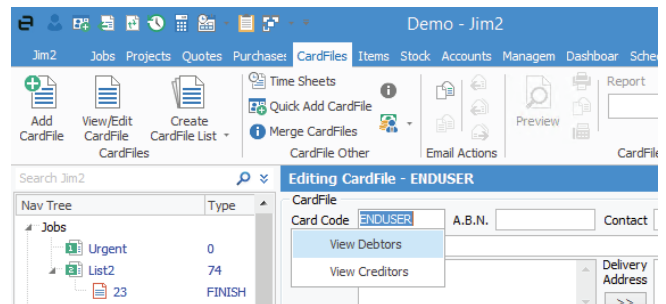 Demo - Jim2
Jim2 Jobs Projects Quotes Purchase: CardFiles Items Stock Accounts Managem Dashboar Sche
Add CardFile
View/Edit CardFile
Create CardFile List
CardFiles
Time Sheets
Quick Add CardFile
Merge CardFiles
CardFile Other
Email Actions
Preview
Report
CardFile
Search Jim2
Nav Tree Type
Jobs
Urgent 0
List2 74
23 FINISH
Editing CardFile - ENDUSER
CardFile
Card Code ENDUSER A.B.N. Contact
View Debtors
View Creditors
Delivery
Address
>>